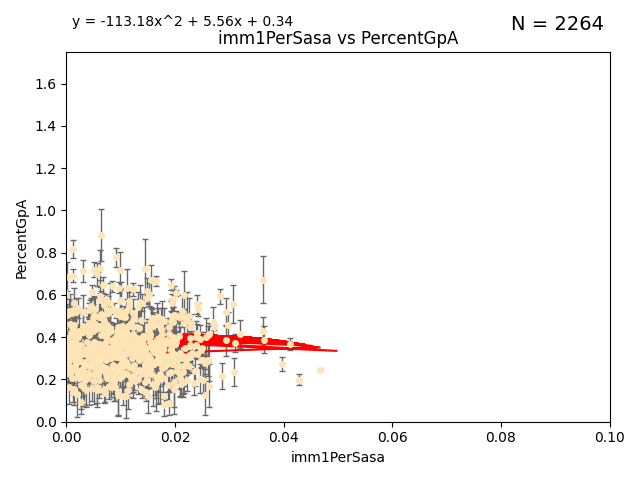 y = -113.18x^2 + 5.56x + 0.34
N = 2264
imm1PerSasa vs PercentGpA
PercentGpA
1.6
1.4
1.2
1.0
0.8
0.6
0.4
0.2
0.0
0.00 0.02 0.04 0.06 0.08 0.10
imm1PerSasa